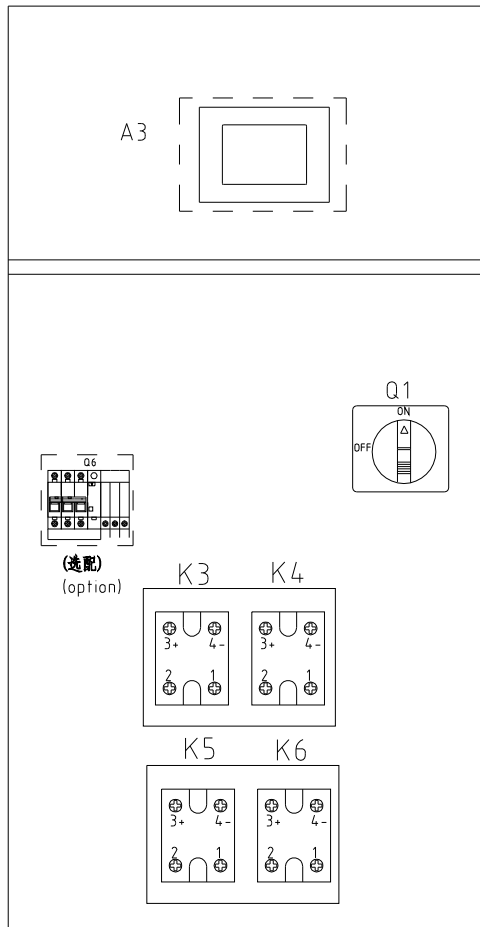 A3
Q1
ON
OFF
Q6
(选配)
(option)
K3 K4
3+ 4- 3+ 4-
2 1 2 1
K5 K6
3+ 4- 3+ 4-
2 1 2 1